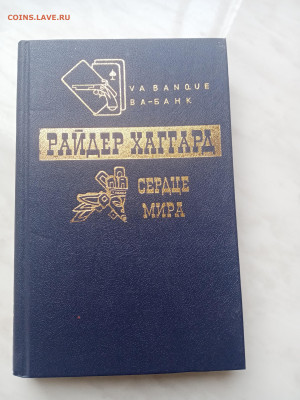 COINS.LAVE.RU
VA BANQUE
ВА-БАНК
РАЙДЕР ХАГГАРД
СЕРДЦЕ
МИРА